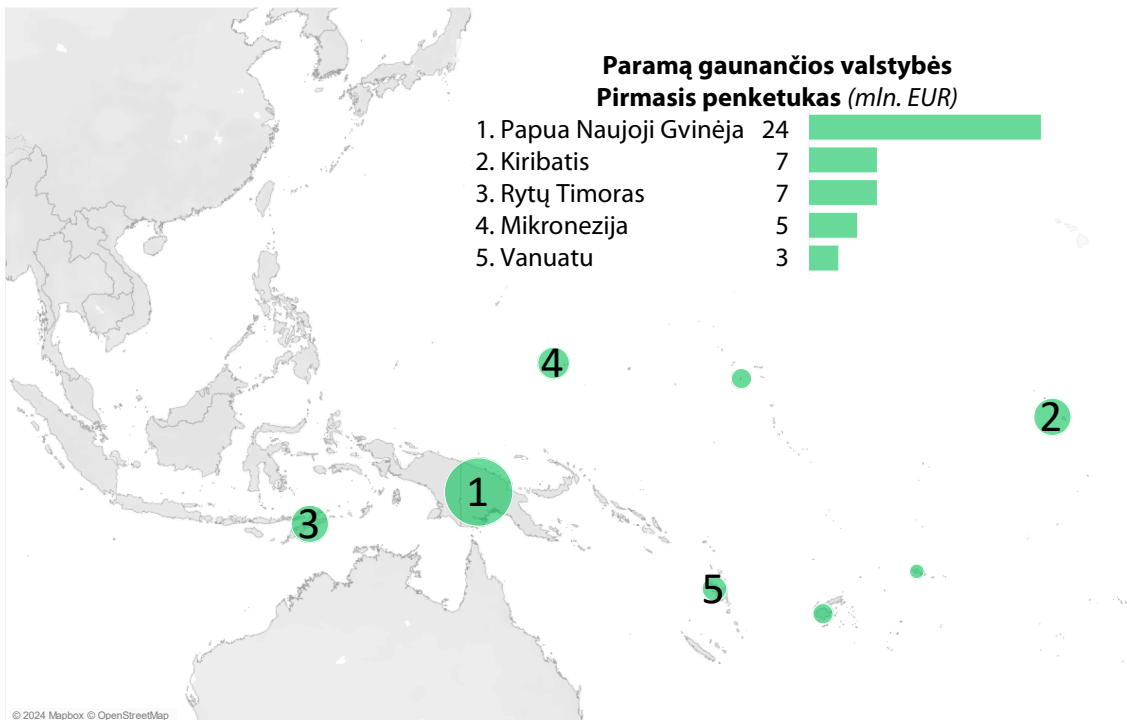 Paramą gaunančios valstybės
Pirmasis penketukas (mln. EUR)
1. Papua Naujoji Gvinėja 24
2. Kiribatis 7
3. Rytų Timoras 7
4. Mikronezija 5
5. Vanuatu 3
4
2
1
3
5
© 2024 Mapbox © OpenStreetMap